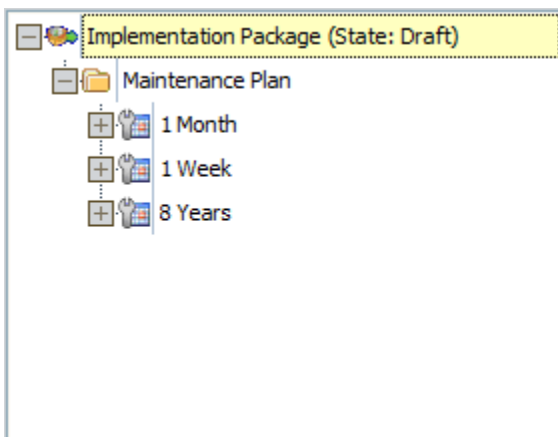 Implementation Package (State: Draft)
Maintenance Plan
1 Month
1 Week
8 Years